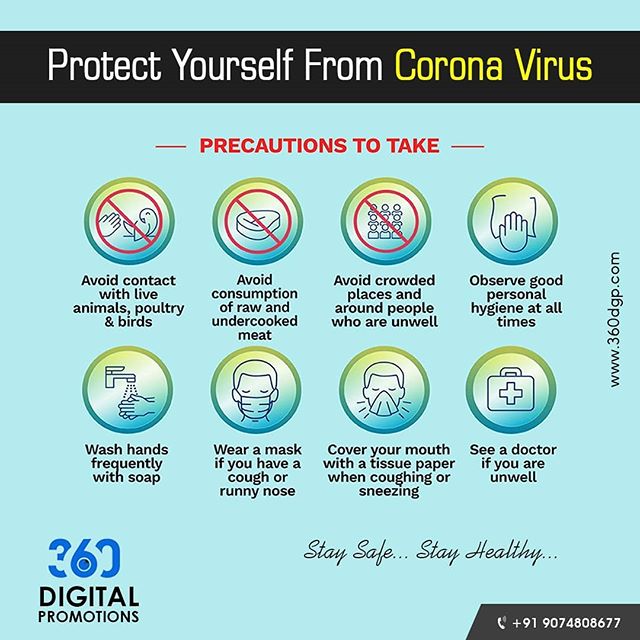 Protect Yourself From Corona Virus
PRECAUTIONS TO TAKE
Avoid contact
with live
animals, poultry
& birds
Avoid
consumption
of raw and
undercooked
meat
Avoid crowded
places and
around people
who are unwell
Observe good
personal
hygiene at all
times
Wash hands
frequently
with soap
Wear a mask
if you have a
cough or
runny nose
Cover your mouth
with a tissue paper
when coughing or
sneezing
See a doctor
if you are
unwell
www.360dgp.com
Stay Safe... Stay Healthy...
360
DIGITAL
PROMOTIONS
+91 9074808677